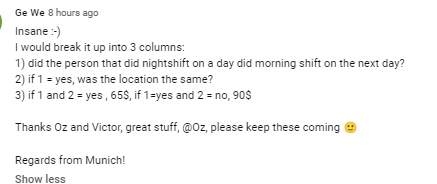 Ge We 8 hours ago
Insane :-)
I would break it up into 3 columns:
1) did the person that did nightshift on a day did morning shift on the next day?
2) if 1 = yes, was the location the same?
3) if 1 and 2 = yes , 65$, if 1=yes and 2 = no, 90$
Thanks Oz and Victor, great stuff, @Oz, please keep these coming 🙂
Regards from Munich!
Show less